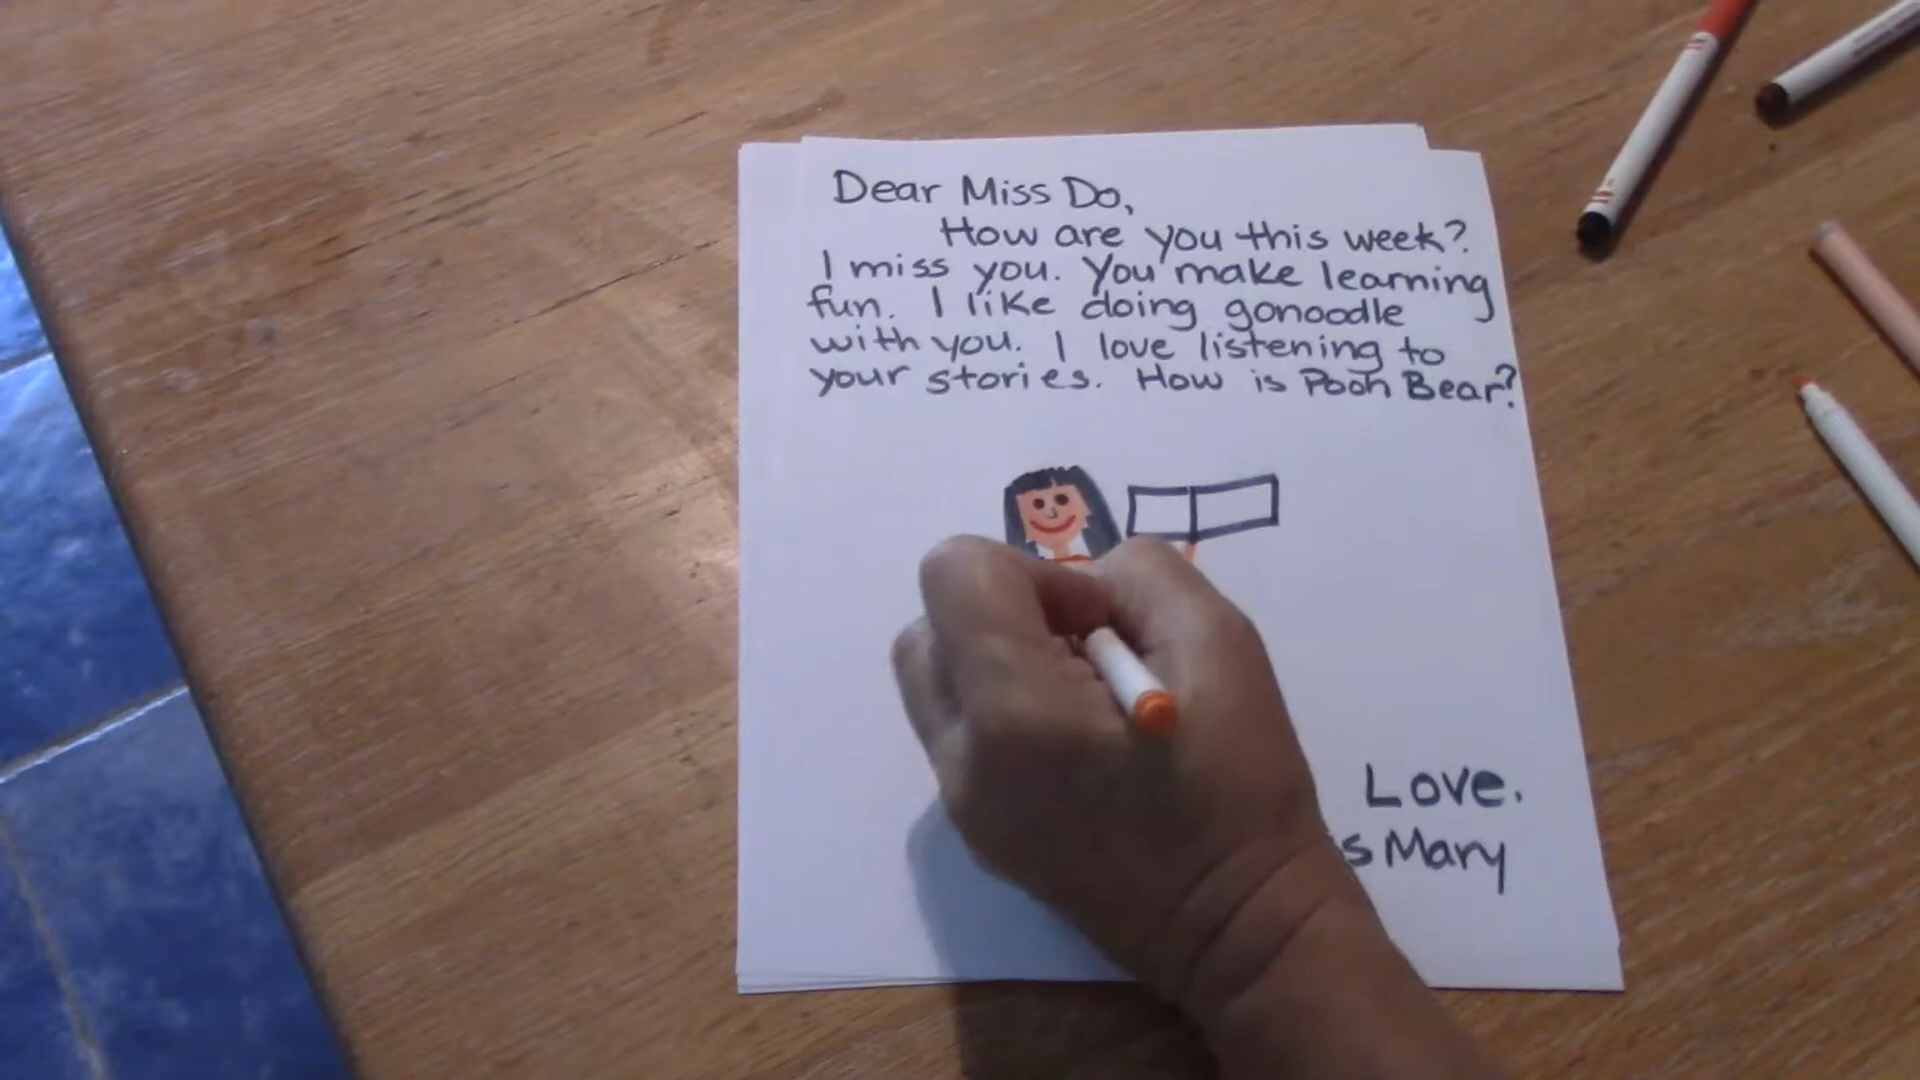 Dear Miss Do,
How are you this week?
I miss you. You make learning
fun. I like doing gonoodle
with you. I love listening to
your stories. How is Pooh Bear?
Love.
s Mary